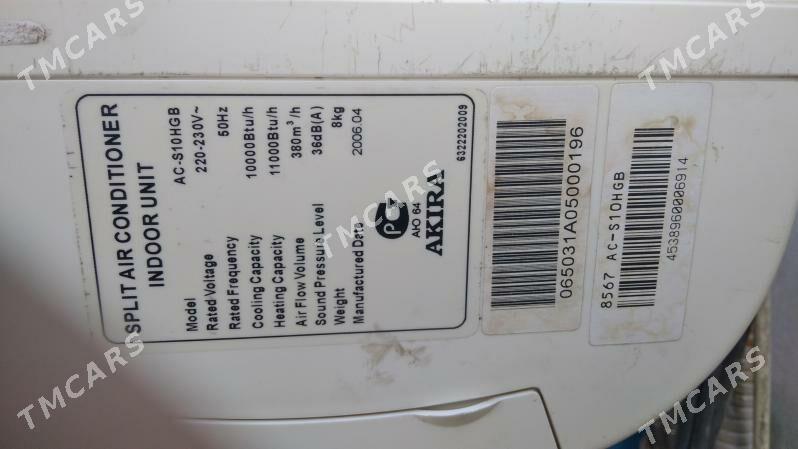 SPLIT AIR CONDITIONER
INDOOR UNIT
Model AC-S10HGB
Rated Voltage 220-230V~
Rated Frequency 50Hz
Cooling Capacity 10000Btu/h
Heating Capacity 11000Btu/h
Air Flow Volume 380m³/h
Sound Pressure Level 36dB(A)
Weight 8kg
Manufactured Date 2006.04
АЮ 64
AKIRA
6322202009
065031A05000196
8567 AC-S10HGB
4538960006914
TMCARS
TMCARS
TMCARS
TMCARS
TMCARS
TMCARS